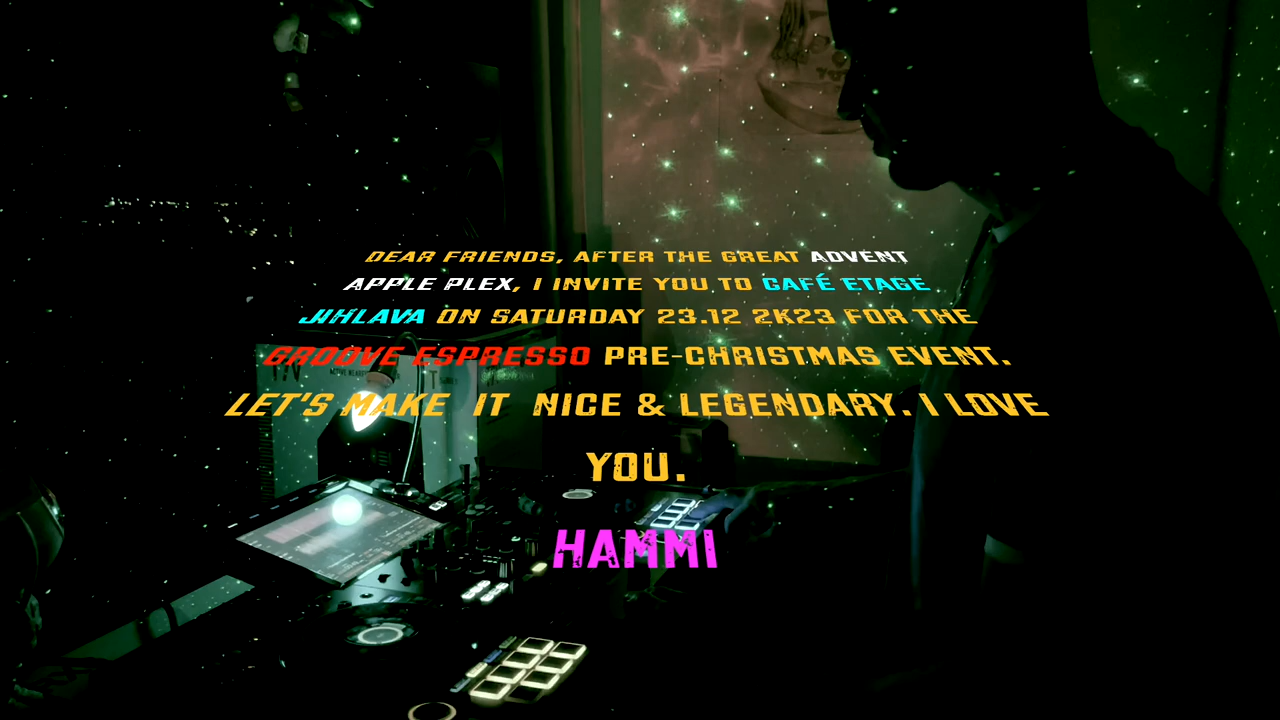 DEAR FRIENDS, AFTER THE GREAT ADVENT
APPLE PLEX, I INVITE YOU TO CAFÉ ETAGE
JIHLAVA ON SATURDAY 23.12 2K23 FOR THE
GROOVE ESPRESSO PRE-CHRISTMAS EVENT.
LET'S MAKE IT NICE & LEGENDARY. I LOVE
YOU.
HAMMI